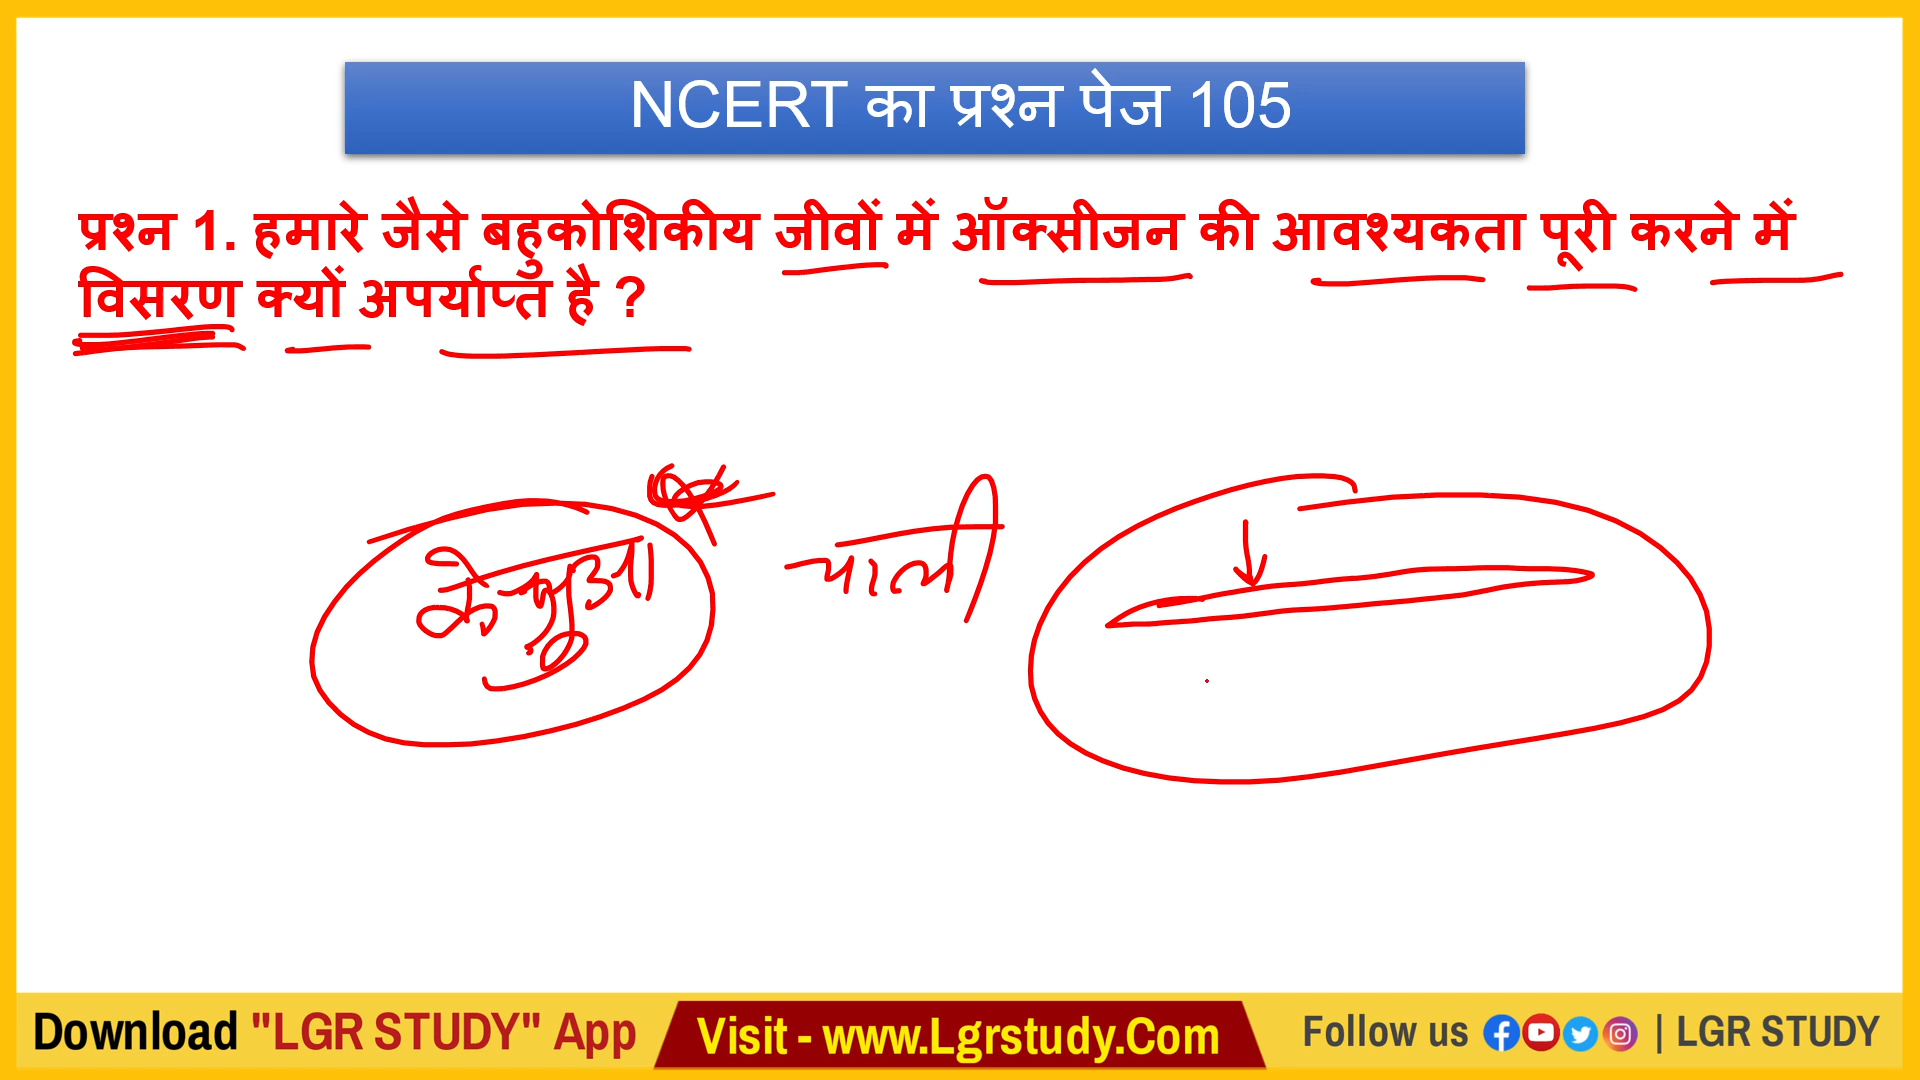 NCERT का प्रश्न पेज 105
प्रश्न 1. हमारे जैसे बहुकोशिकीय जीवों में ऑक्सीजन की आवश्यकता पूरी करने में
विसरण क्यों अपर्याप्त है ?
Download "LGR STUDY" App
Visit - www.Lgrstudy.Com
Follow us | LGR STUDY